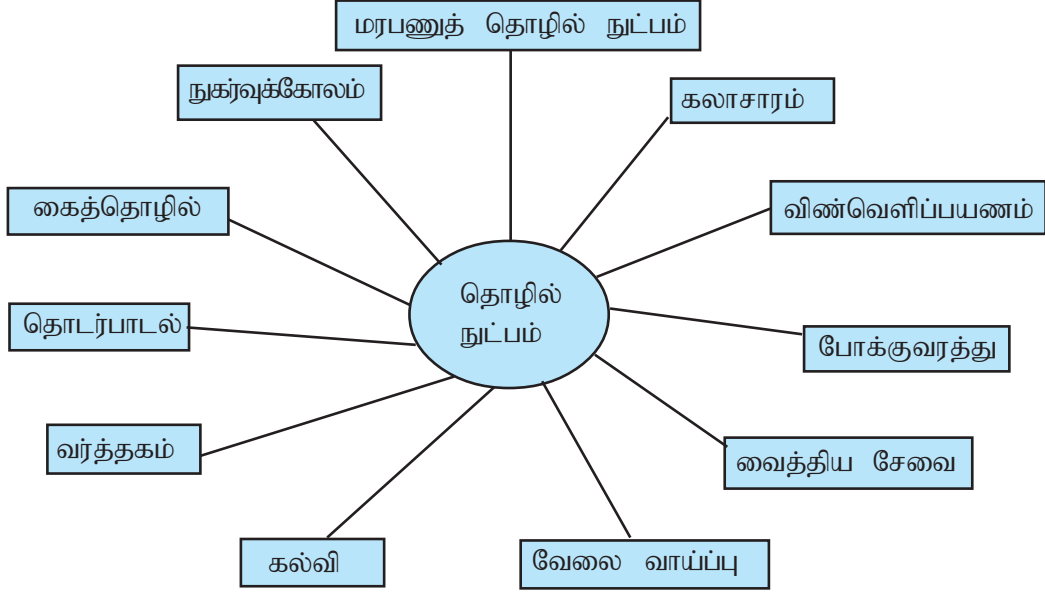 மரபணுத் தொழில் நுட்பம்
நுகர்வுக்கோலம்
கலாசாரம்
கைத்தொழில்
விண்வெளிப்பயணம்
தொழில்
நுட்பம்
தொடர்பாடல்
போக்குவரத்து
வர்த்தகம்
வைத்திய சேவை
கல்வி
வேலை வாய்ப்பு